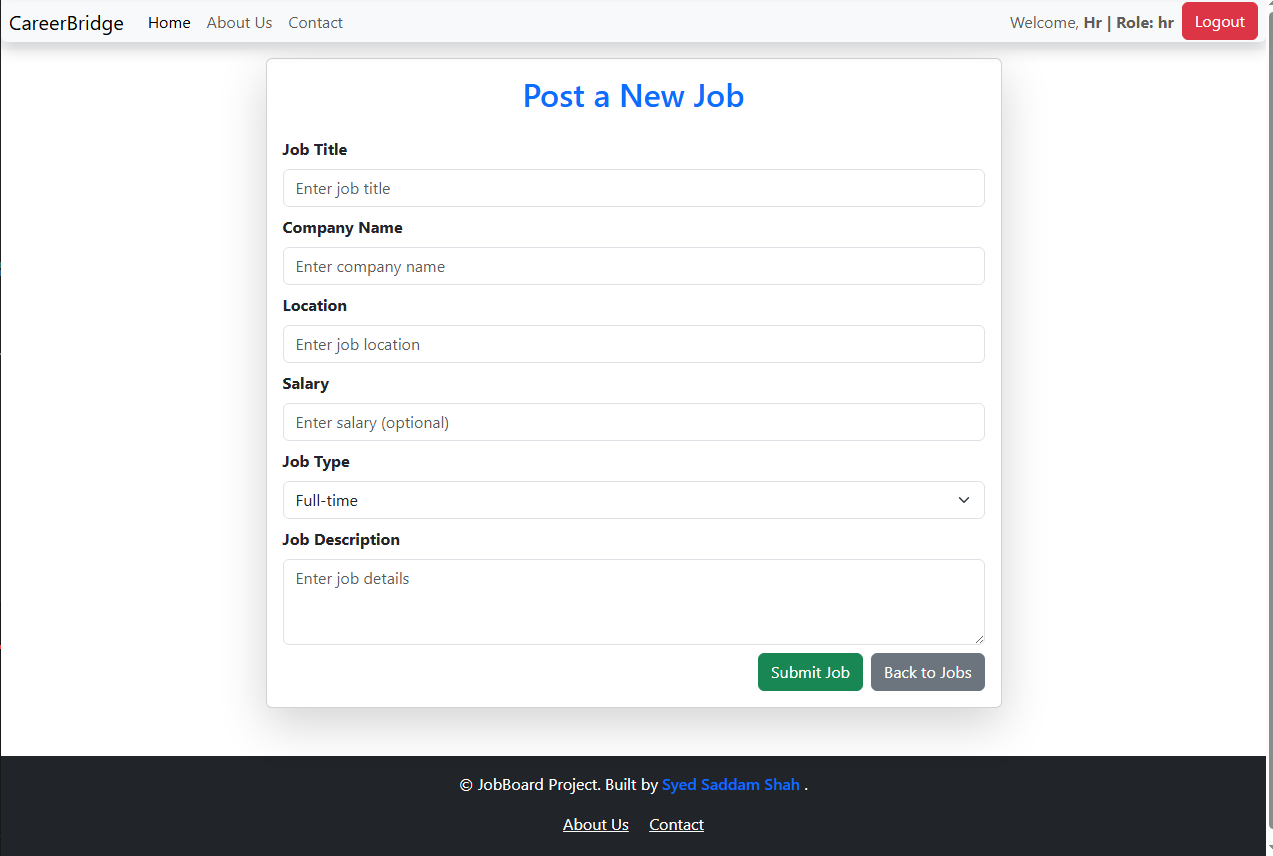 CareerBridge Home About Us Contact Welcome, Hr | Role: hr Logout
Post a New Job
Job Title
Enter job title
Company Name
Enter company name
Location
Enter job location
Salary
Enter salary (optional)
Job Type
Full-time
Job Description
Enter job details
Submit Job Back to Jobs
© JobBoard Project. Built by Syed Saddam Shah .
About Us Contact